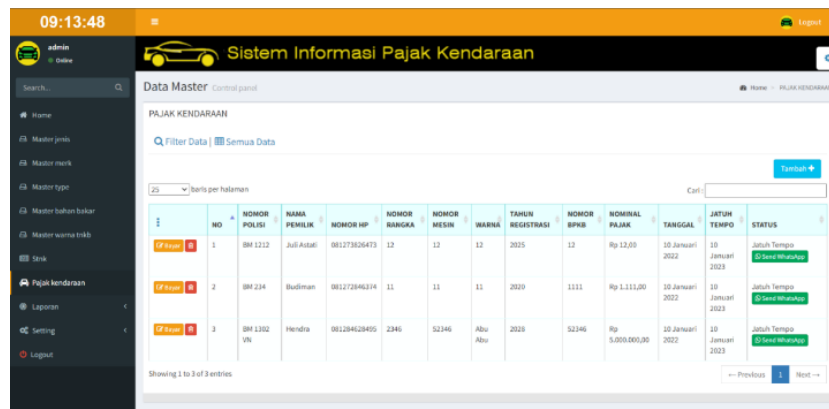 09:13:48
Logout
admin
Online
Sistem Informasi Pajak Kendaraan
Search...
Data Master Control panel
Home > PAJAK KENDARAAN
Home
Master jenis
Master merk
Master type
Master bahan bakar
Master warna tnkb
Stnk
Pajak kendaraan
Laporan
Setting
Logout
PAJAK KENDARAAN
Filter Data | Semua Data
Tambah
25 baris per halaman
Cari :
NO NOMOR POLISI NAMA PEMILIK NOMOR HP NOMOR RANGKA NOMOR MESIN WARNA TAHUN REGISTRASI NOMOR BPKB NOMINAL PAJAK TANGGAL JATUH TEMPO STATUS
Bayar 1 BM 1212 Juli Astati 081273826473 12 12 12 2025 12 Rp 12,00 10 Januari 2022 10 Januari 2023 Jatuh Tempo
Send WhatsApp
Bayar 2 BM 234 Budiman 081272846374 11 11 11 2020 1111 Rp 1.111,00 10 Januari 2022 10 Januari 2023 Jatuh Tempo
Send WhatsApp
Bayar 3 BM 1302 VN Hendra 081284628495 2346 52346 Abu Abu 2028 52346 Rp 5.000.000,00 10 Januari 2022 10 Januari 2023 Jatuh Tempo
Send WhatsApp
Showing 1 to 3 of 3 entries
← Previous 1 Next →